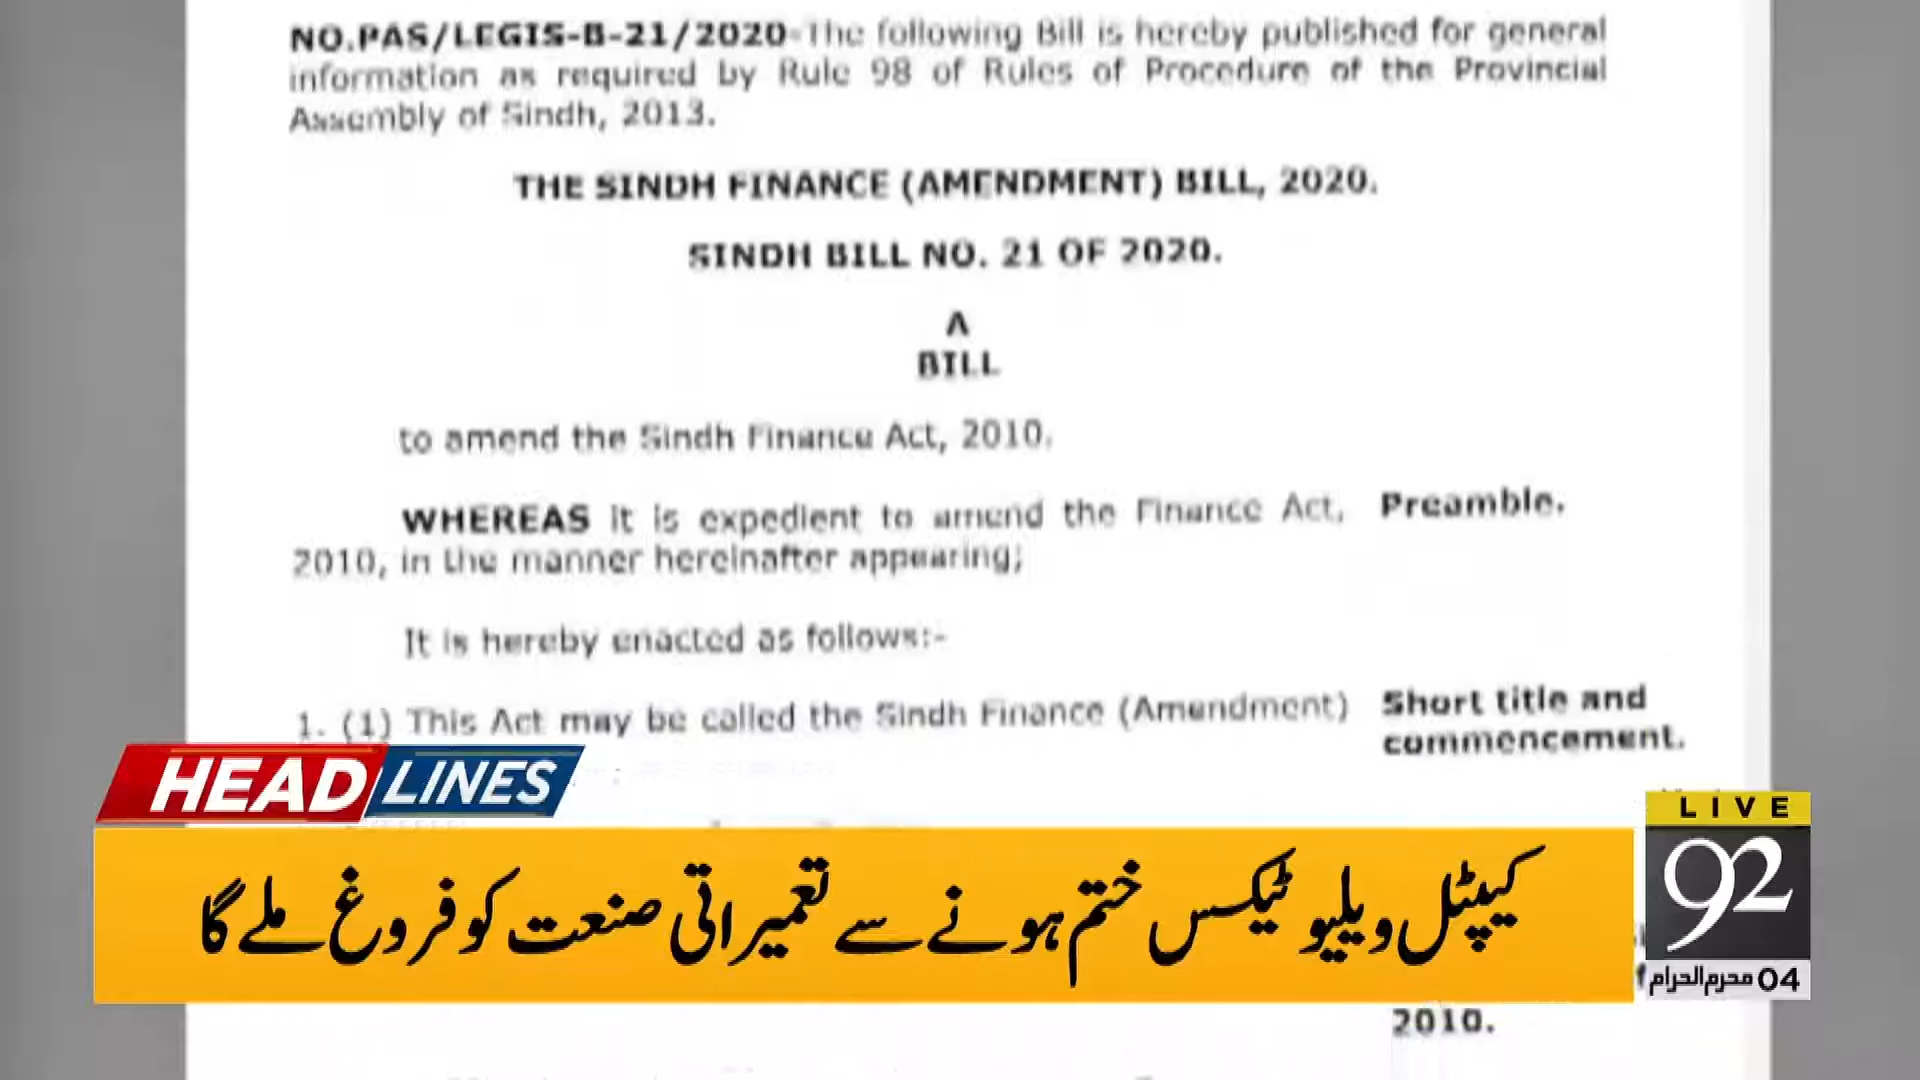 NO.PAS/LEGIS-B-21/2020-The following Bill is hereby published for general
information as required by Rule 98 of Rules of Procedure of the Provincial
Assembly of Sindh, 2013.
THE SINDH FINANCE (AMENDMENT) BILL, 2020.
SINDH BILL NO. 21 OF 2020.
A
BILL
to amend the Sindh Finance Act, 2010.
WHEREAS it is expedient to amend the Finance Act, Preamble.
2010, in the manner hereinafter appearing;
It is hereby enacted as follows:-
1. (1) This Act may be called the Sindh Finance (Amendment) Short title and
commencement.
HEADLINES
LIVE
92
کیپٹل ویلیو ٹیکس ختم ہونے سے تعمیراتی صنعت کو فروغ ملے گا
04 محرم الحرام
2010.